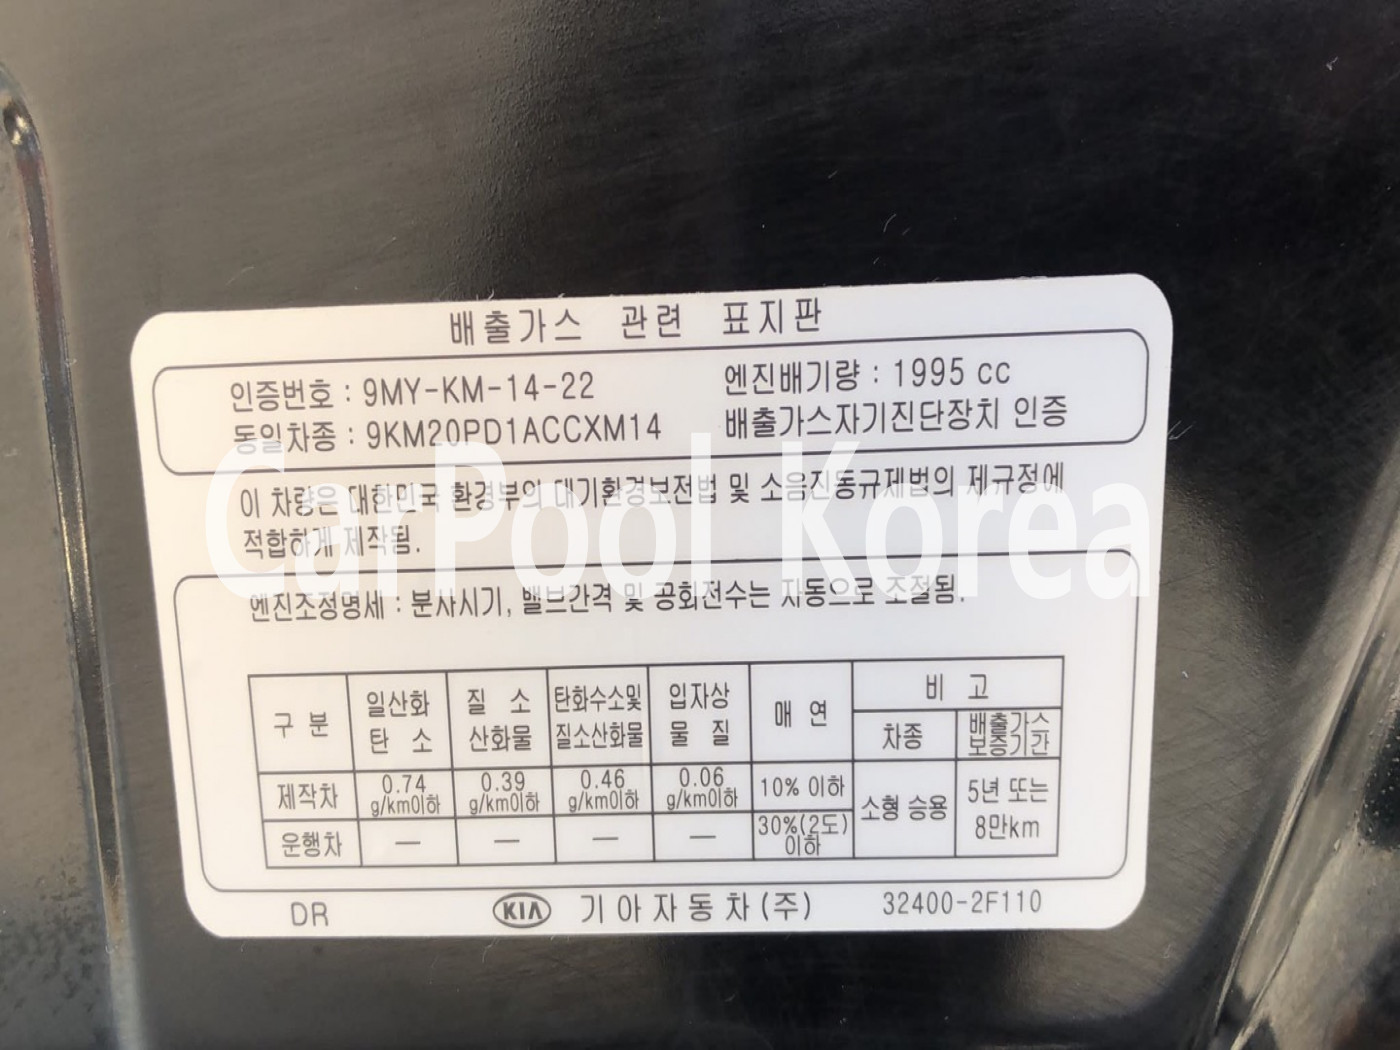 배출가스 관련 표지판
인증번호 : 9MY-KM-14-22 엔진배기량 : 1995 cc
동일차종 : 9KM20PD1ACCXM14 배출가스자기진단장치 인증
이 차량은 대한민국 환경부의 대기환경보전법 및 소음진동규제법의 제규정에
적합하게 제작됨.
CarPool Korea
엔진조정명세 : 분사시기, 밸브간격 및 공회전수는 자동으로 조절됨.
구 분 일산화 탄 소 질 소 산화물 탄화수소및 질소산화물 입자상 물 질 매 연 비 고
차종 배출가스 보증기간
제작차 0.74 g/km이하 0.39 g/km이하 0.46 g/km이하 0.06 g/km이하 10% 이하 소형 승용 5년 또는 8만km
운행차 — — — — 30%(2도) 이하
DR KIA 기아자동차(주) 32400-2F110